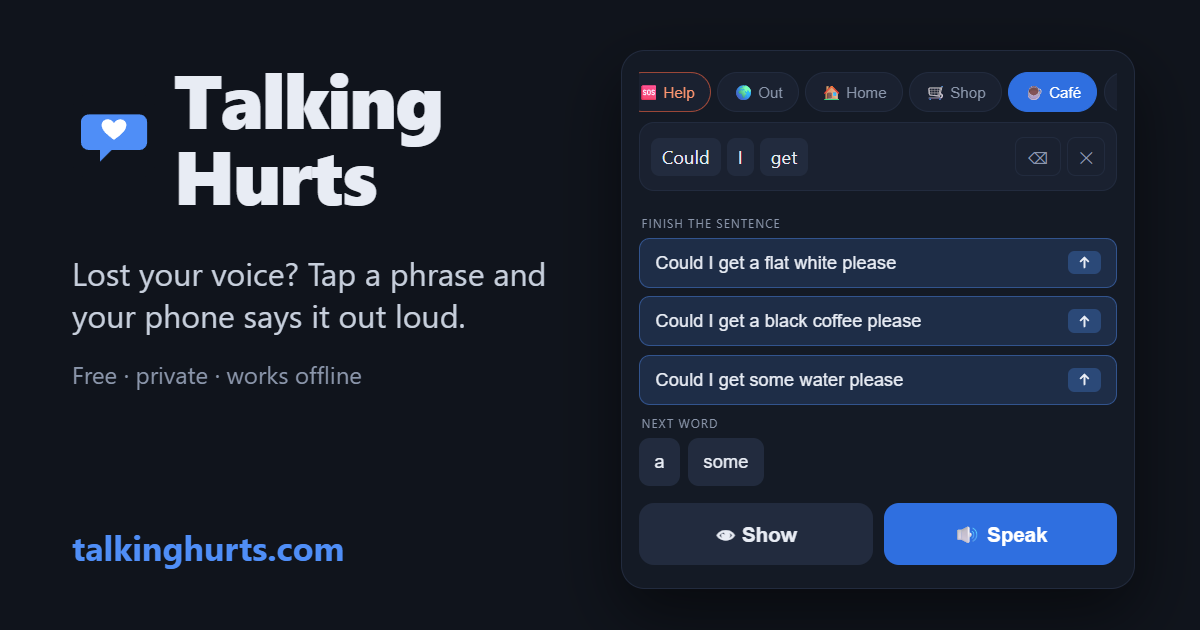 Talking
Hurts
Lost your voice? Tap a phrase and
your phone says it out loud.
Free · private · works offline
talkinghurts.com
SOS Help Out Home Shop Café
Could I get
FINISH THE SENTENCE
Could I get a flat white please
Could I get a black coffee please
Could I get some water please
NEXT WORD
a some
Show Speak